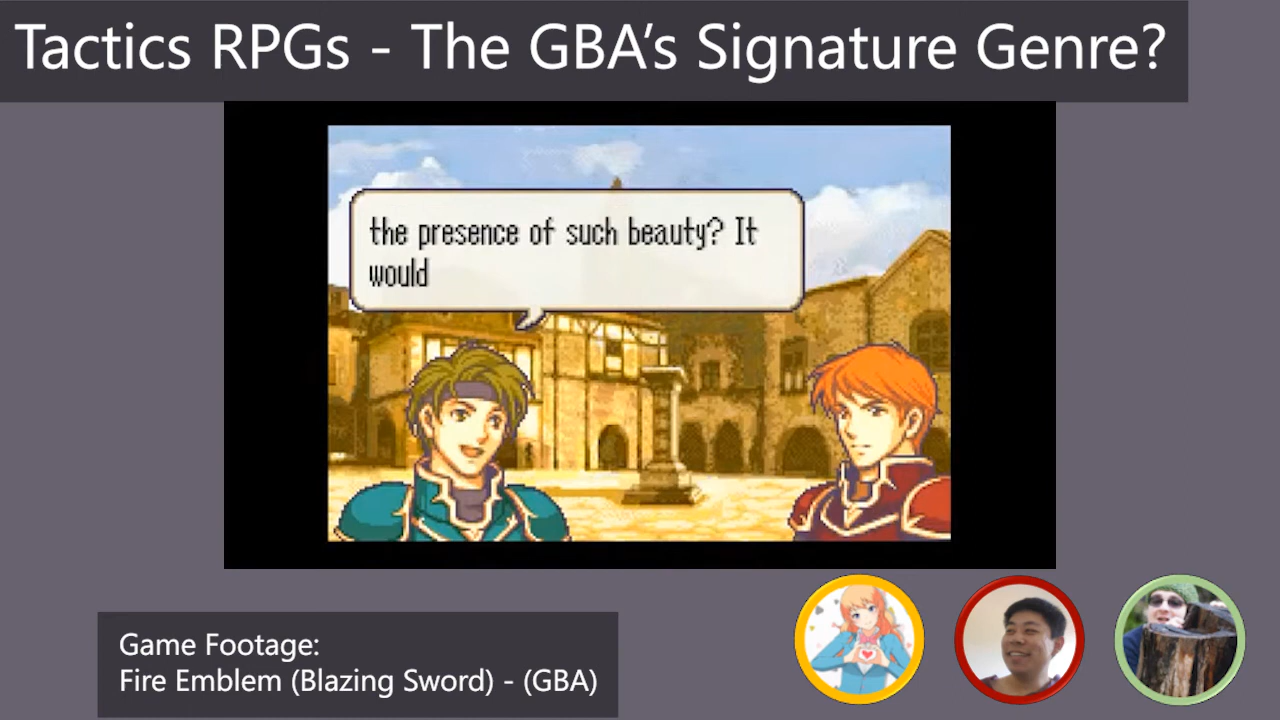 Tactics RPGs - The GBA's Signature Genre?
the presence of such beauty? It
would
Game Footage:
Fire Emblem (Blazing Sword) - (GBA)